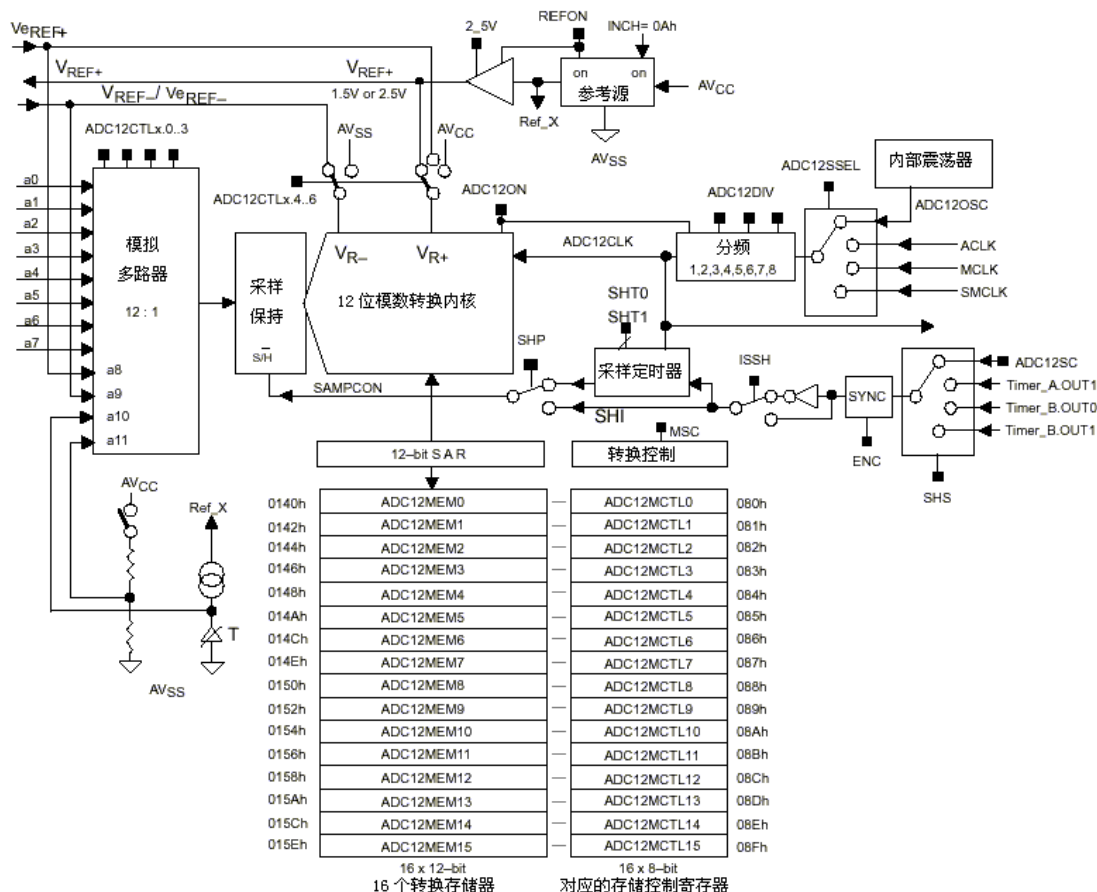 2_5V
REFON
INCH= 0Ah
VeREF+
VREF+
VREF+
1.5V or 2.5V
on
on
参考源
AVCC
VREF–/ VeREF–
Ref_X
AVSS
ADC12CTLx.0..3
AVSS
AVCC
ADC12SSEL
内部震荡器
ADC12CTLx.4..6
ADC12ON
ADC12DIV
ADC12OSC
a0
a1
a2
a3
a4
a5
a6
a7
a8
a9
a10
a11
模拟
多路器
12 : 1
采样
保持
S/H
VR–
VR+
12 位模数转换内核
ADC12CLK
分频
1,2,3,4,5,6,7,8
ACLK
MCLK
SMCLK
SHT0
SHT1
SHP
采样定时器
ISSH
SAMPCON
SHI
SYNC
ADC12SC
Timer_A.OUT1
Timer_B.OUT0
Timer_B.OUT1
ENC
SHS
MSC
12–bit S A R
转换控制
AVCC
Ref_X
T
AVSS
0140h ADC12MEM0 — ADC12MCTL0 080h
0142h ADC12MEM1 — ADC12MCTL1 081h
0144h ADC12MEM2 — ADC12MCTL2 082h
0146h ADC12MEM3 — ADC12MCTL3 083h
0148h ADC12MEM4 — ADC12MCTL4 084h
014Ah ADC12MEM5 — ADC12MCTL5 085h
014Ch ADC12MEM6 — ADC12MCTL6 086h
014Eh ADC12MEM7 — ADC12MCTL7 087h
0150h ADC12MEM8 — ADC12MCTL8 088h
0152h ADC12MEM9 — ADC12MCTL9 089h
0154h ADC12MEM10 — ADC12MCTL10 08Ah
0156h ADC12MEM11 — ADC12MCTL11 08Bh
0158h ADC12MEM12 — ADC12MCTL12 08Ch
015Ah ADC12MEM13 — ADC12MCTL13 08Dh
015Ch ADC12MEM14 — ADC12MCTL14 08Eh
015Eh ADC12MEM15 — ADC12MCTL15 08Fh
16 x 12–bit
16 x 8–bit
16 个转换存储器
对应的存储控制寄存器